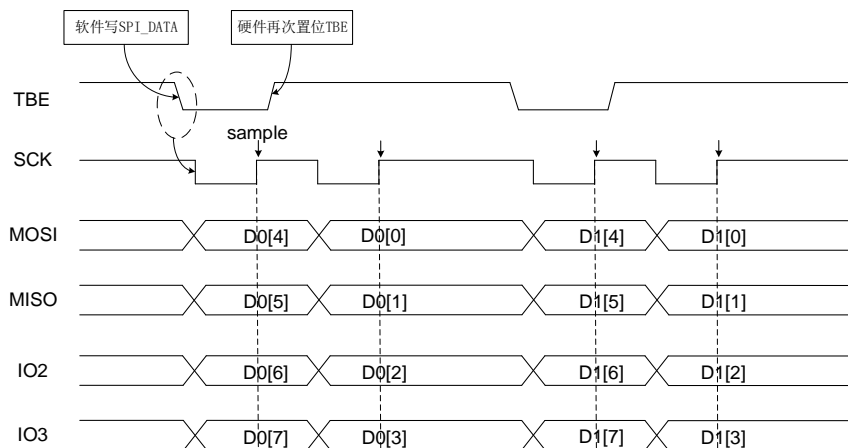 软件写SPI_DATA 硬件再次置位TBE
TBE
sample
SCK
MOSI D0[4] D0[0] D1[4] D1[0]
MISO D0[5] D0[1] D1[5] D1[1]
IO2 D0[6] D0[2] D1[6] D1[2]
IO3 D0[7] D0[3] D1[7] D1[3]